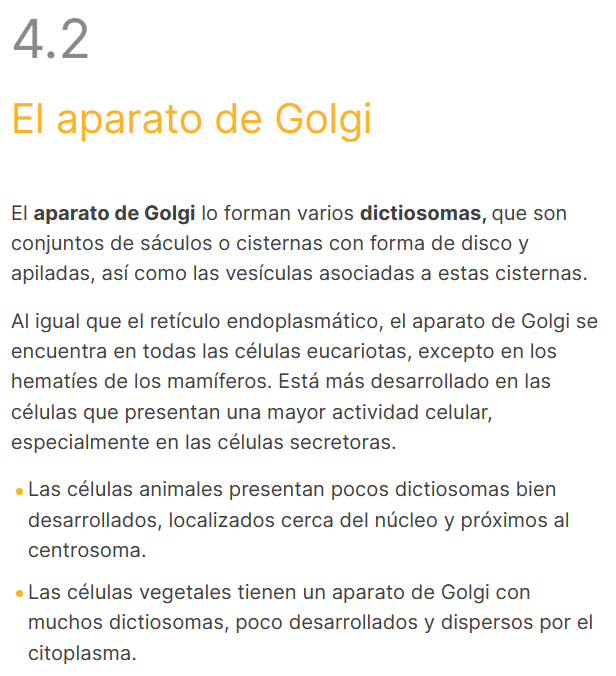 4.2
El aparato de Golgi
El aparato de Golgi lo forman varios dictiosomas, que son
conjuntos de sáculos o cisternas con forma de disco y
apiladas, así como las vesículas asociadas a estas cisternas.
Al igual que el retículo endoplasmático, el aparato de Golgi se
encuentra en todas las células eucariotas, excepto en los
hematíes de los mamíferos. Está más desarrollado en las
células que presentan una mayor actividad celular,
especialmente en las células secretoras.
• Las células animales presentan pocos dictiosomas bien
desarrollados, localizados cerca del núcleo y próximos al
centrosoma.
• Las células vegetales tienen un aparato de Golgi con
muchos dictiosomas, poco desarrollados y dispersos por el
citoplasma.